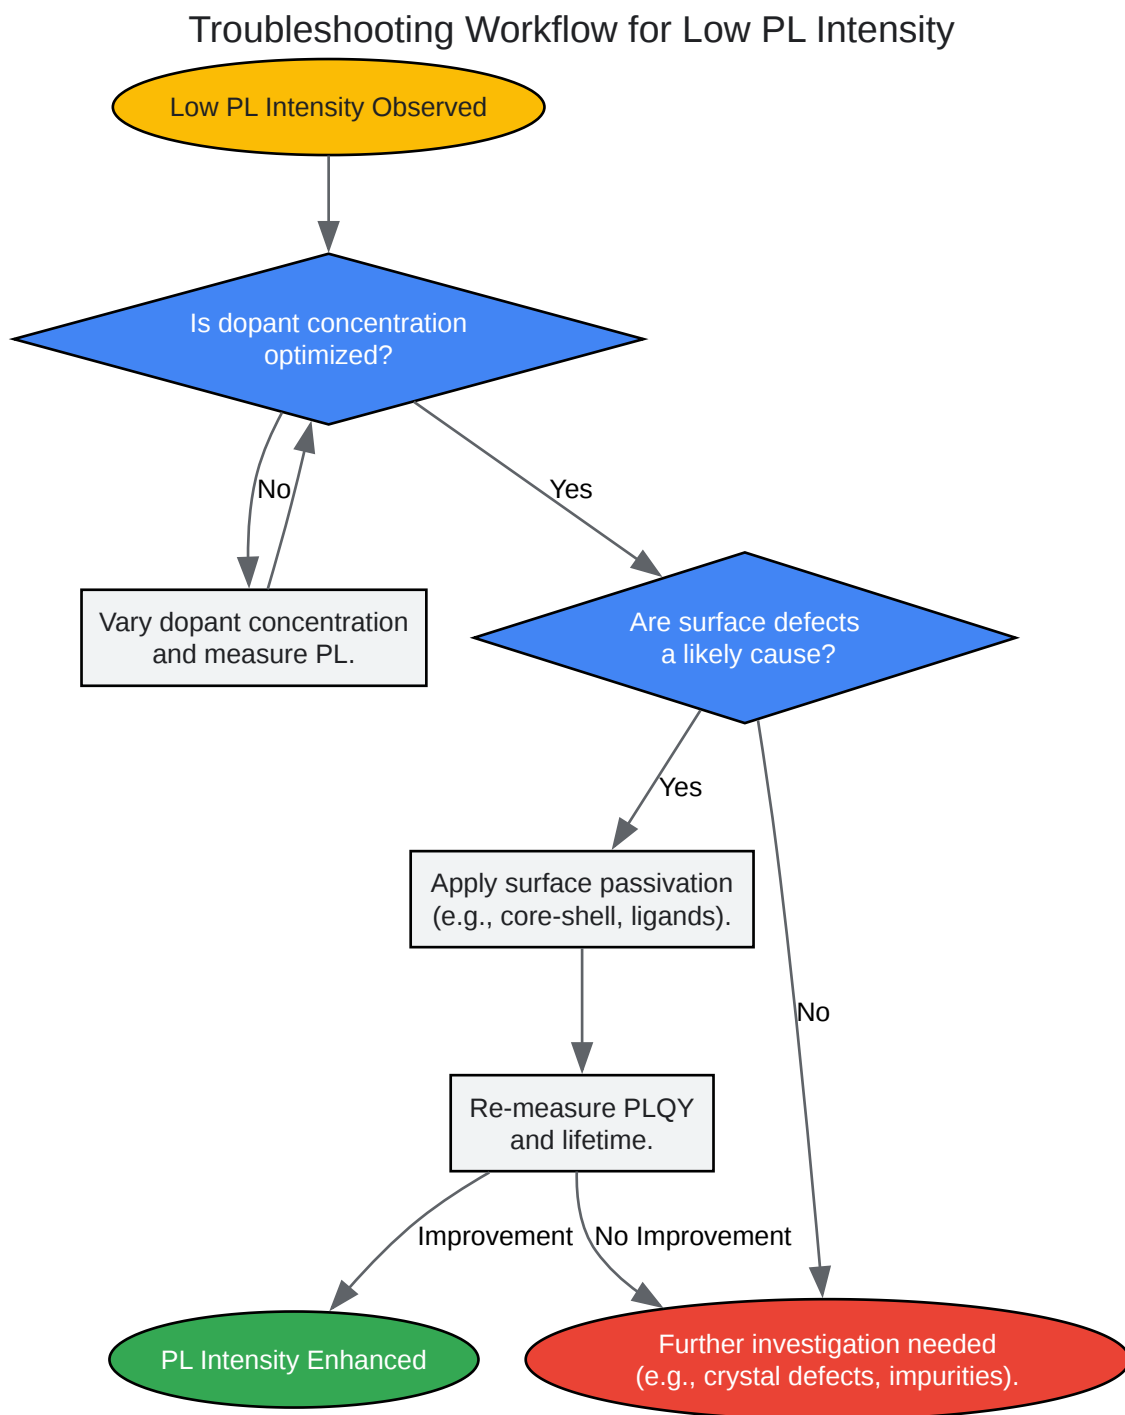 Troubleshooting Workflow for Low PL Intensity
Low PL Intensity Observed
Is dopant concentration
optimized?
No
Yes
Vary dopant concentration
and measure PL.
Are surface defects
a likely cause?
Yes
Apply surface passivation
(e.g., core-shell, ligands).
No
Re-measure PLQY
and lifetime.
Improvement
No Improvement
PL Intensity Enhanced
Further investigation needed
(e.g., crystal defects, impurities).